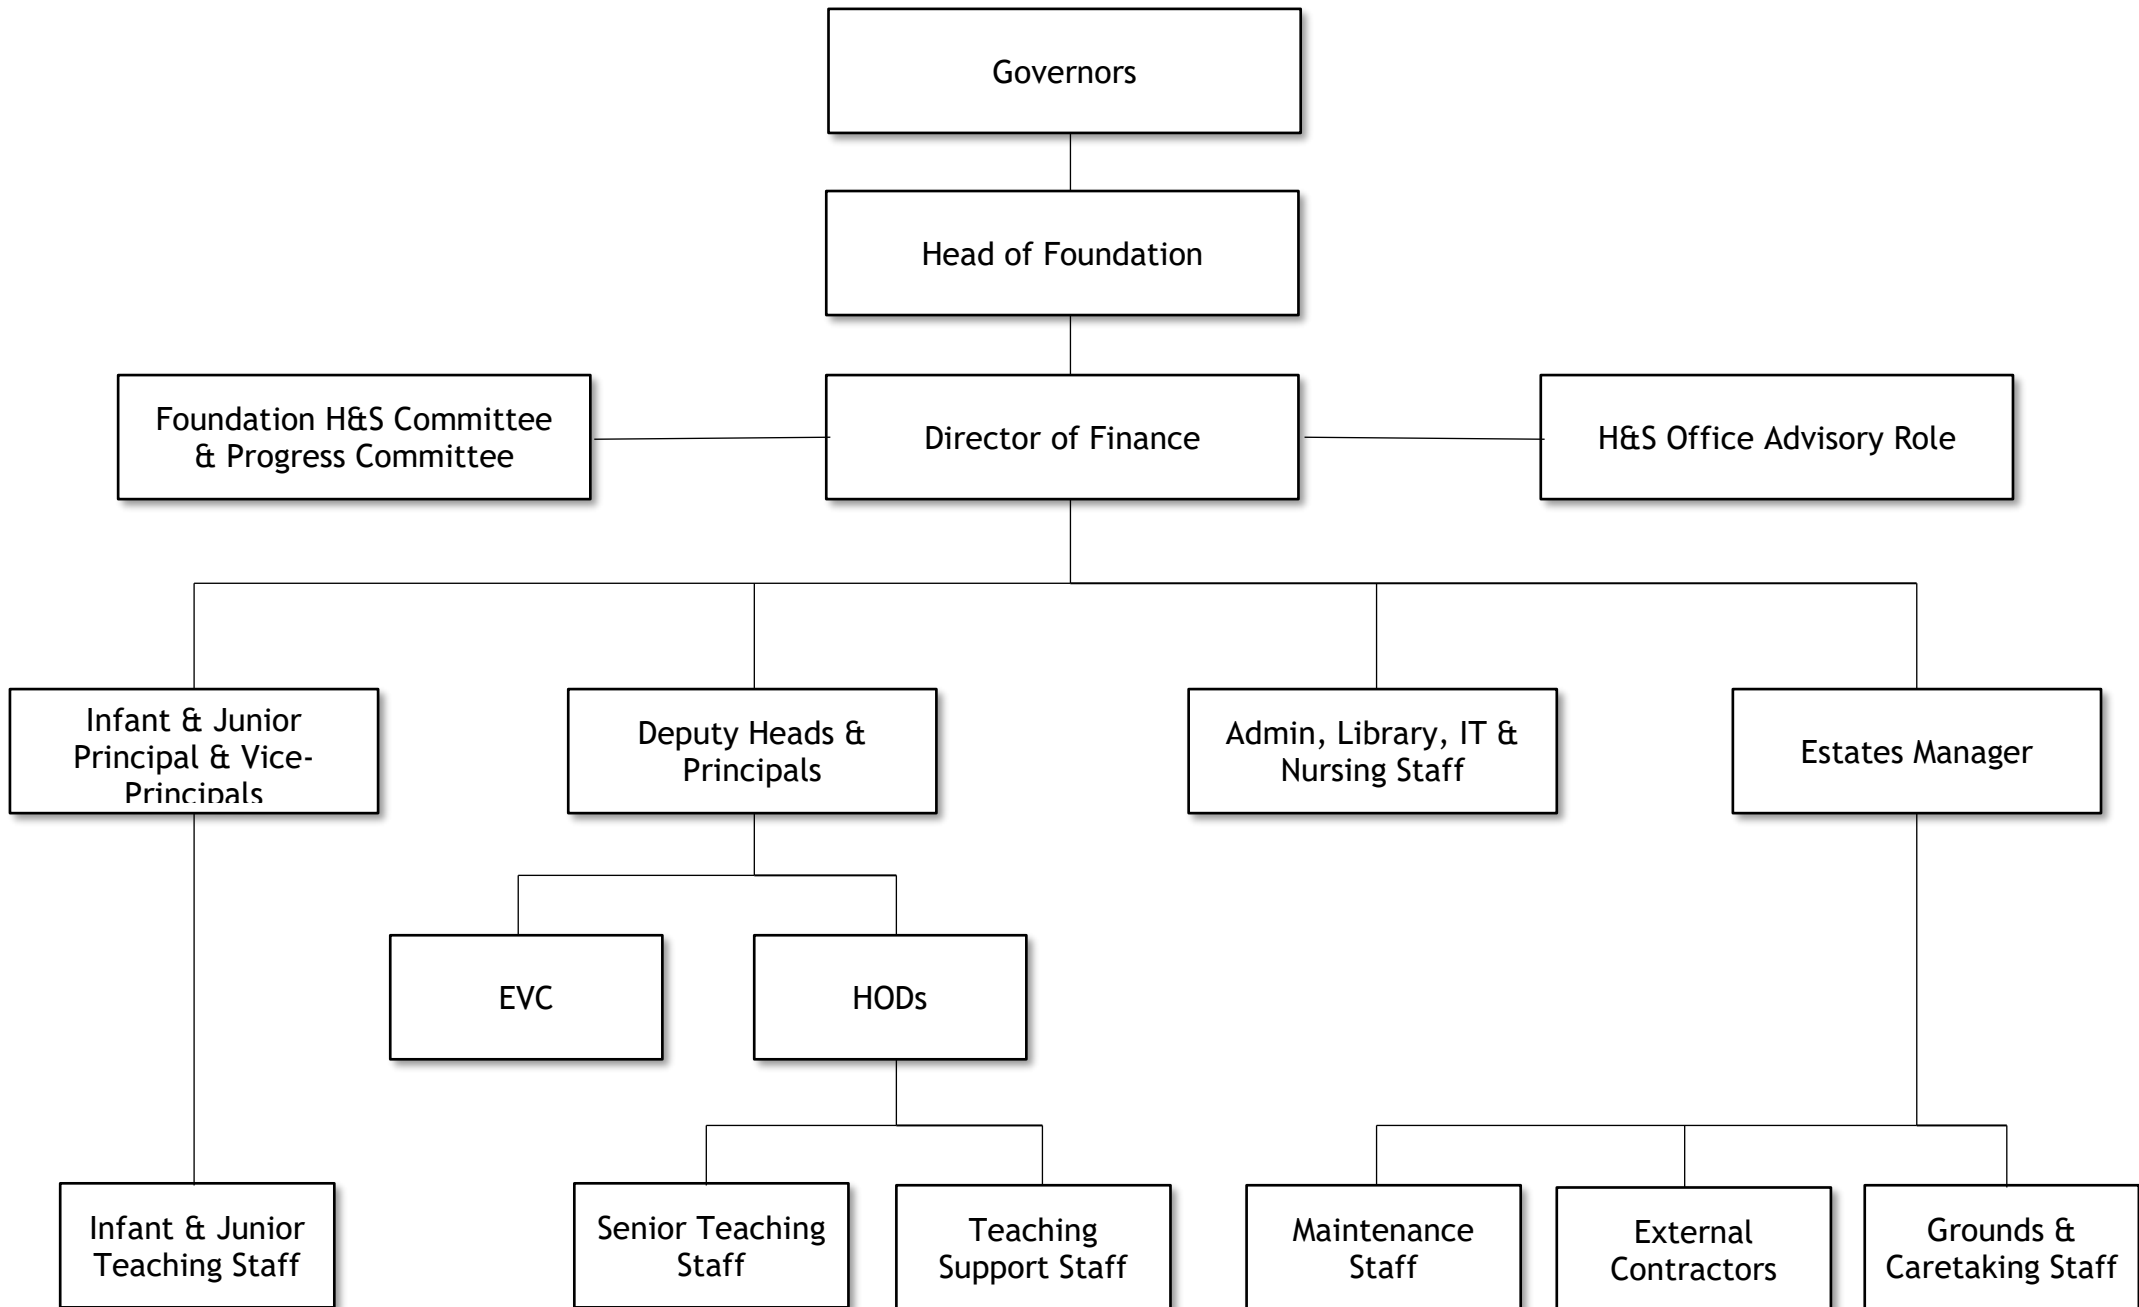 Governors
Head of Foundation
Foundation H&S Committee
& Progress Committee
Director of Finance
H&S Office Advisory Role
Infant & Junior
Principal & Vice-
Principals
Deputy Heads &
Principals
Admin, Library, IT &
Nursing Staff
Estates Manager
EVC
HODs
Infant & Junior
Teaching Staff
Senior Teaching
Staff
Teaching
Support Staff
Maintenance
Staff
External
Contractors
Grounds &
Caretaking Staff